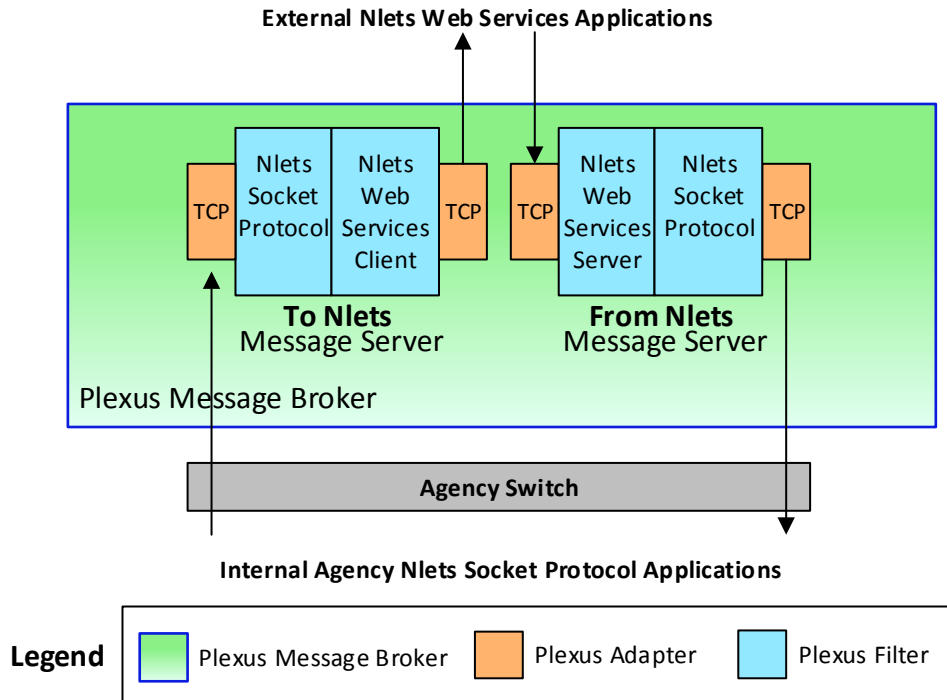 External Nlets Web Services Applications
TCP
Nlets
Socket
Protocol
Nlets
Web
Services
Client
TCP
TCP
Nlets
Web
Services
Server
Nlets
Socket
Protocol
TCP
To Nlets
Message Server
From Nlets
Message Server
Plexus Message Broker
Agency Switch
Internal Agency Nlets Socket Protocol Applications
Legend
Plexus Message Broker
Plexus Adapter
Plexus Filter